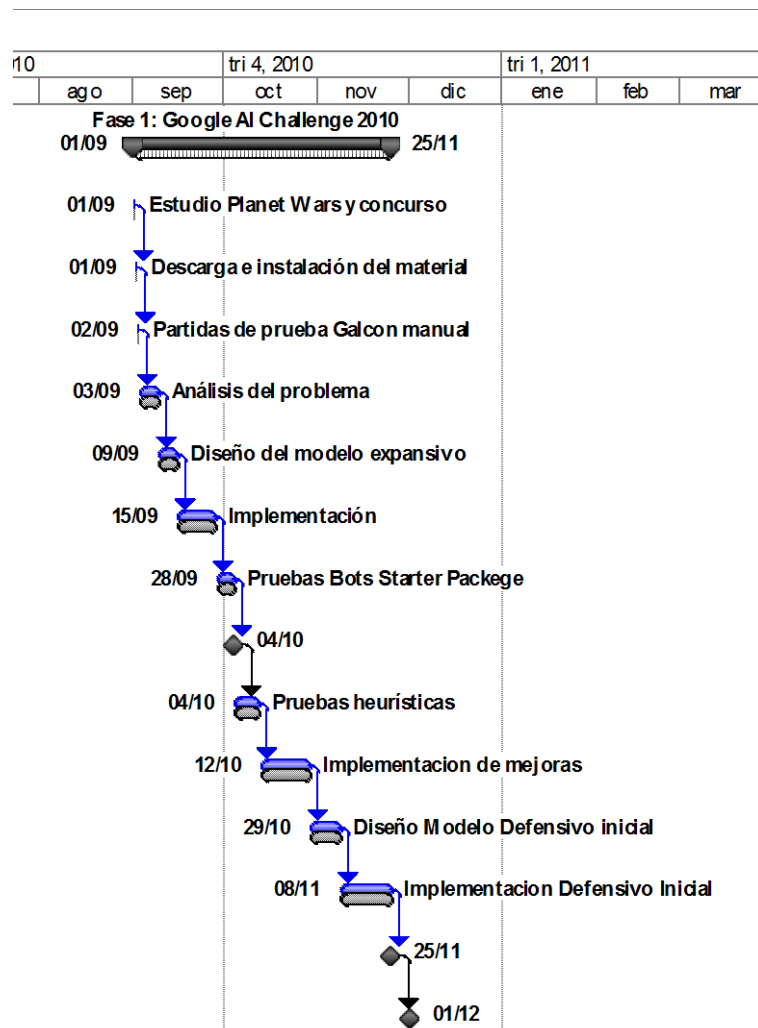 10 tri 4, 2010 tri 1, 2011
ago sep oct nov dic ene feb mar
Fase 1: Google AI Challenge 2010
01/09 25/11
01/09 Estudio Planet Wars y concurso
01/09 Descarga e instalación del material
02/09 Partidas de prueba Galcon manual
03/09 Análisis del problema
09/09 Diseño del modelo expansivo
15/09 Implementación
28/09 Pruebas Bots Starter Packege
04/10
04/10 Pruebas heurísticas
12/10 Implementacion de mejoras
29/10 Diseño Modelo Defensivo inicial
08/11 Implementacion Defensivo Inicial
25/11
01/12